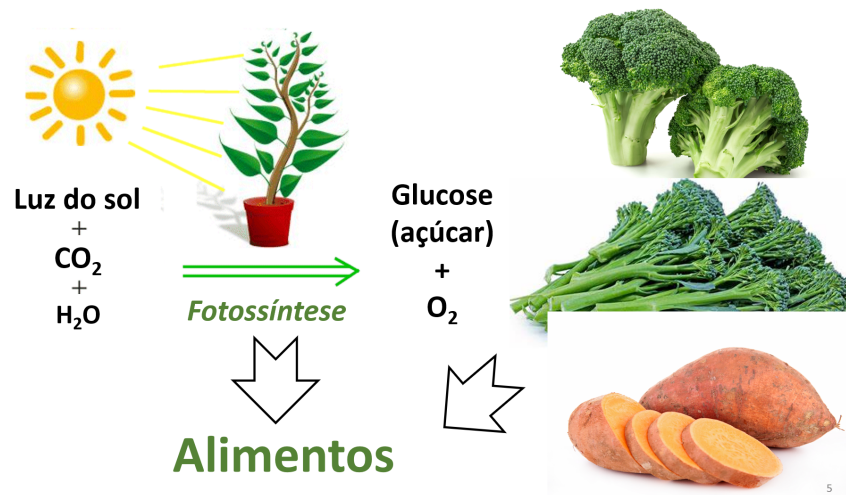 Luz do sol
+
CO₂
+
H₂O
Fotossíntese
Glucose
(açúcar)
+
O₂
Alimentos
5